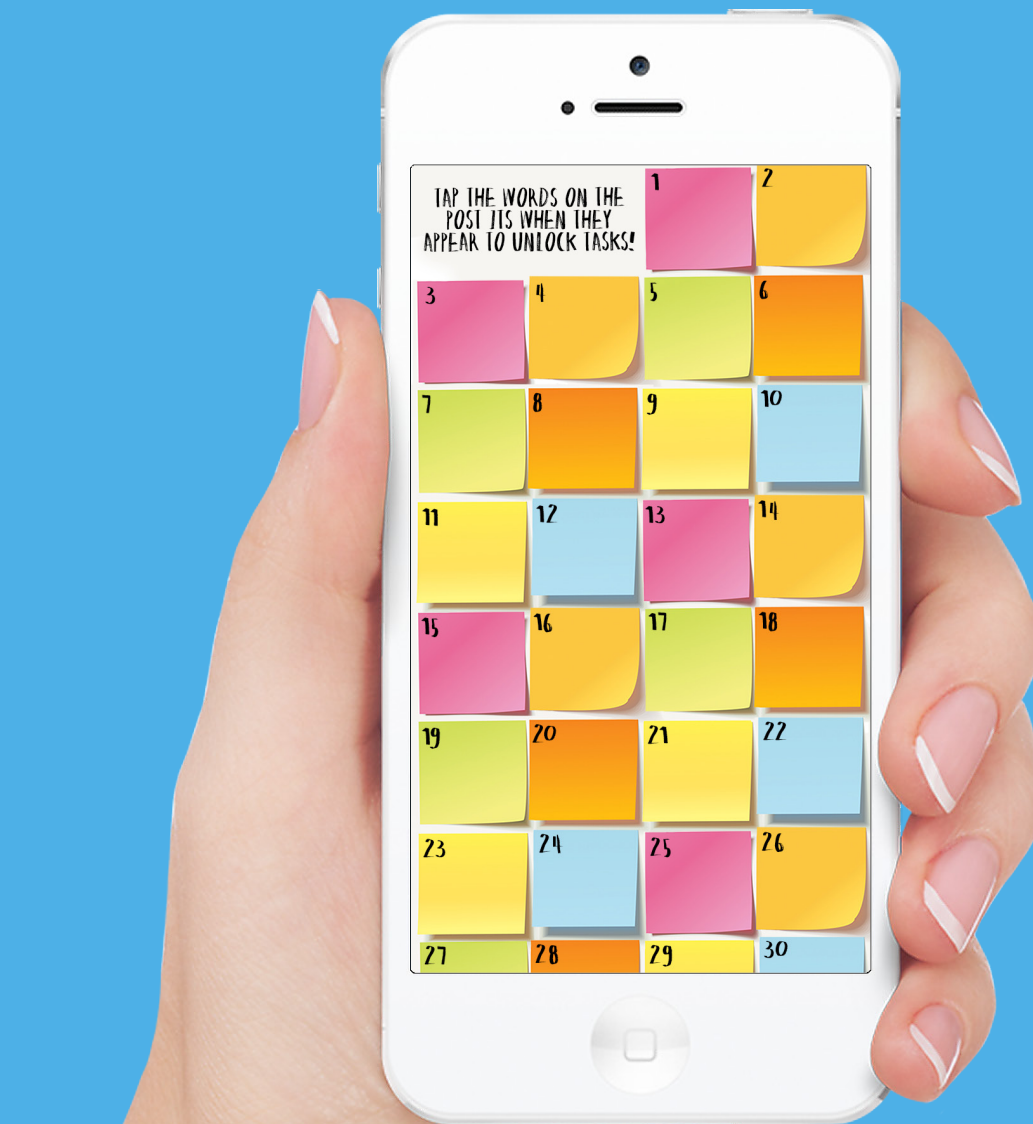 TAP THE WORDS ON THE
POST ITS WHEN THEY
APPEAR TO UNLOCK TASKS!
1 2
3 4 5 6
7 8 9 10
11 12 13 14
15 16 17 18
19 20 21 22
23 24 25 26
27 28 29 30